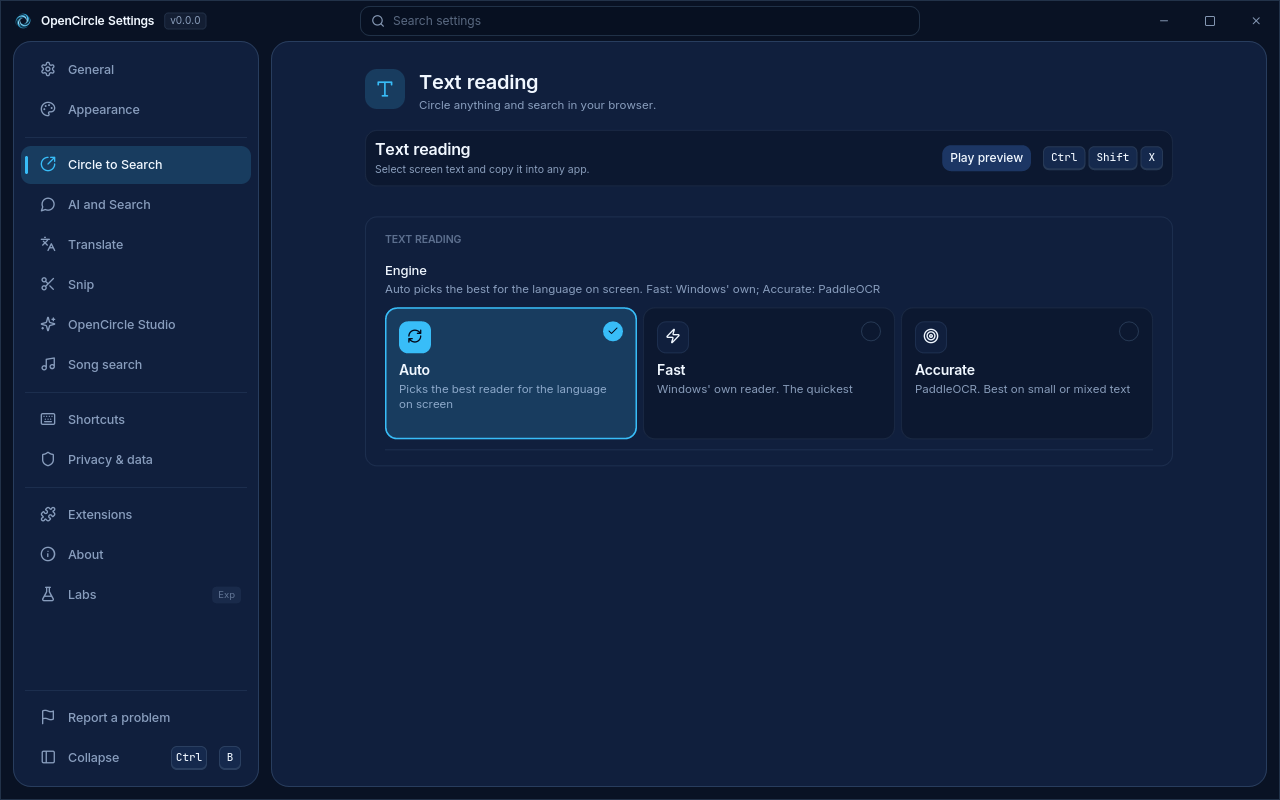 OpenCircle Settings v0.0.0
Search settings
General
Appearance
Circle to Search
AI and Search
Translate
Snip
OpenCircle Studio
Song search
Shortcuts
Privacy & data
Extensions
About
Labs Exp
Report a problem
Collapse Ctrl B
Text reading
Circle anything and search in your browser.
Text reading
Select screen text and copy it into any app.
Play preview Ctrl Shift X
TEXT READING
Engine
Auto picks the best for the language on screen. Fast: Windows' own; Accurate: PaddleOCR
Auto
Picks the best reader for the language
on screen
Fast
Windows' own reader. The quickest
Accurate
PaddleOCR. Best on small or mixed text